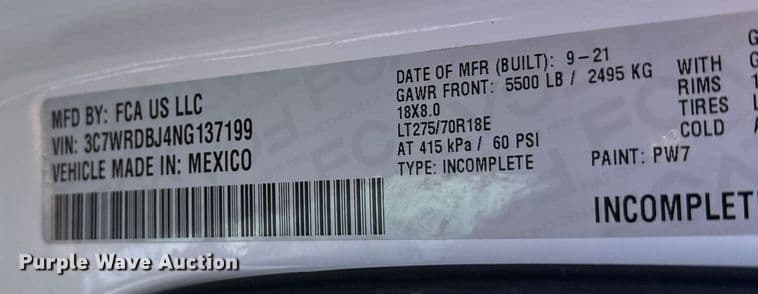 MFD BY: FCA US LLC
VIN: 3C7WRDBJ4NG137199
VEHICLE MADE IN: MEXICO
DATE OF MFR (BUILT): 9-21
GAWR FRONT: 5500 LB / 2495 KG
18X8.0
LT275/70R18E
AT 415 kPa / 60 PSI
TYPE: INCOMPLETE
WITH
RIMS
TIRES
COLD
PAINT: PW7
INCOMPLET
Purple Wave Auction